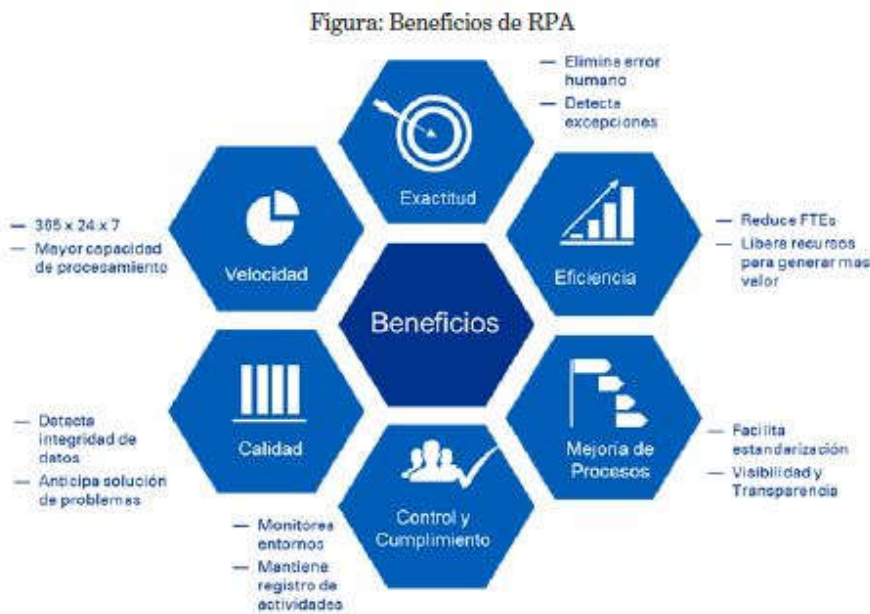 Figura: Beneficios de RPA
— Elimina error
humano
— Detecta
excepciones
Exactitud
— 365 x 24 x 7
— Mayor capacidad
de procesamiento
Velocidad
Eficiencia
— Reduce FTEs
— Libera recursos
para generar mas
valor
Beneficios
— Detecta
integridad de
datos
— Anticipa solución
de problemas
Calidad
Mejoría de
Procesos
— Facilita
estandarización
— Visibilidad y
Transparencia
Control y
Cumplimiento
— Monitorea
entornos
— Mantiene
registro de
actividades